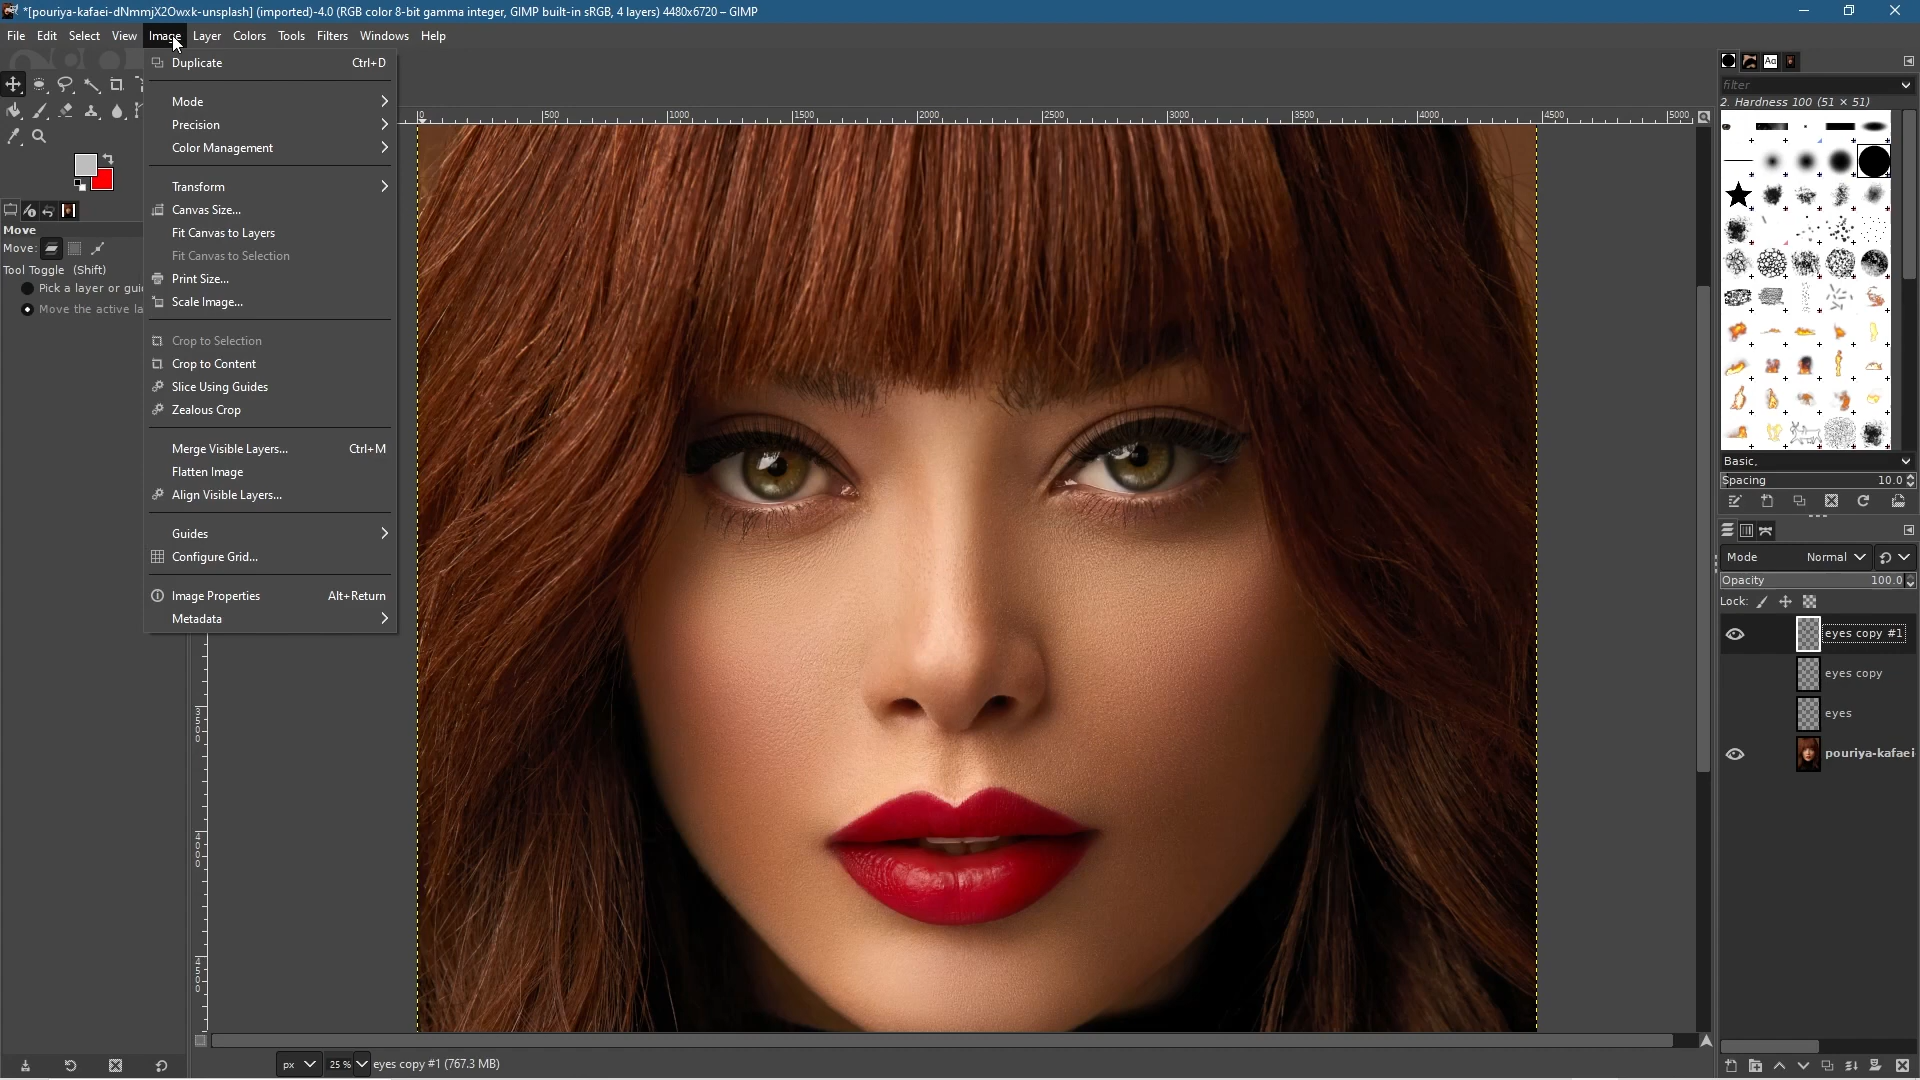 *[pouriya-kafaei-dNmmjX2Owxk-unsplash] (imported)-4.0 (RGB color 8-bit gamma integer, GIMP built-in sRGB, 4 layers) 4480x6720 – GIMP
File Edit Select View Image Layer Colors Tools Filters Windows Help
Duplicate Ctrl+D
Mode
Precision
Color Management
Transform
Canvas Size...
Fit Canvas to Layers
Fit Canvas to Selection
Print Size...
Scale Image...
Crop to Selection
Crop to Content
Slice Using Guides
Zealous Crop
Merge Visible Layers... Ctrl+M
Flatten Image
Align Visible Layers...
Guides
Configure Grid...
Image Properties Alt+Return
Metadata
Move
Move:
Tool Toggle (Shift)
Pick a layer or gui
Move the active la
0 500 1000 1500 2000 2500 3000 3500 4000 4500 5000
3500
4000
4500
px 25 % eyes copy #1 (767.3 MB)
Aa
filter
2. Hardness 100 (51 × 51)
Basic,
Spacing 10.0
Mode Normal
Opacity 100.0
Lock:
eyes copy #1
eyes copy
eyes
pouriya-kafaei